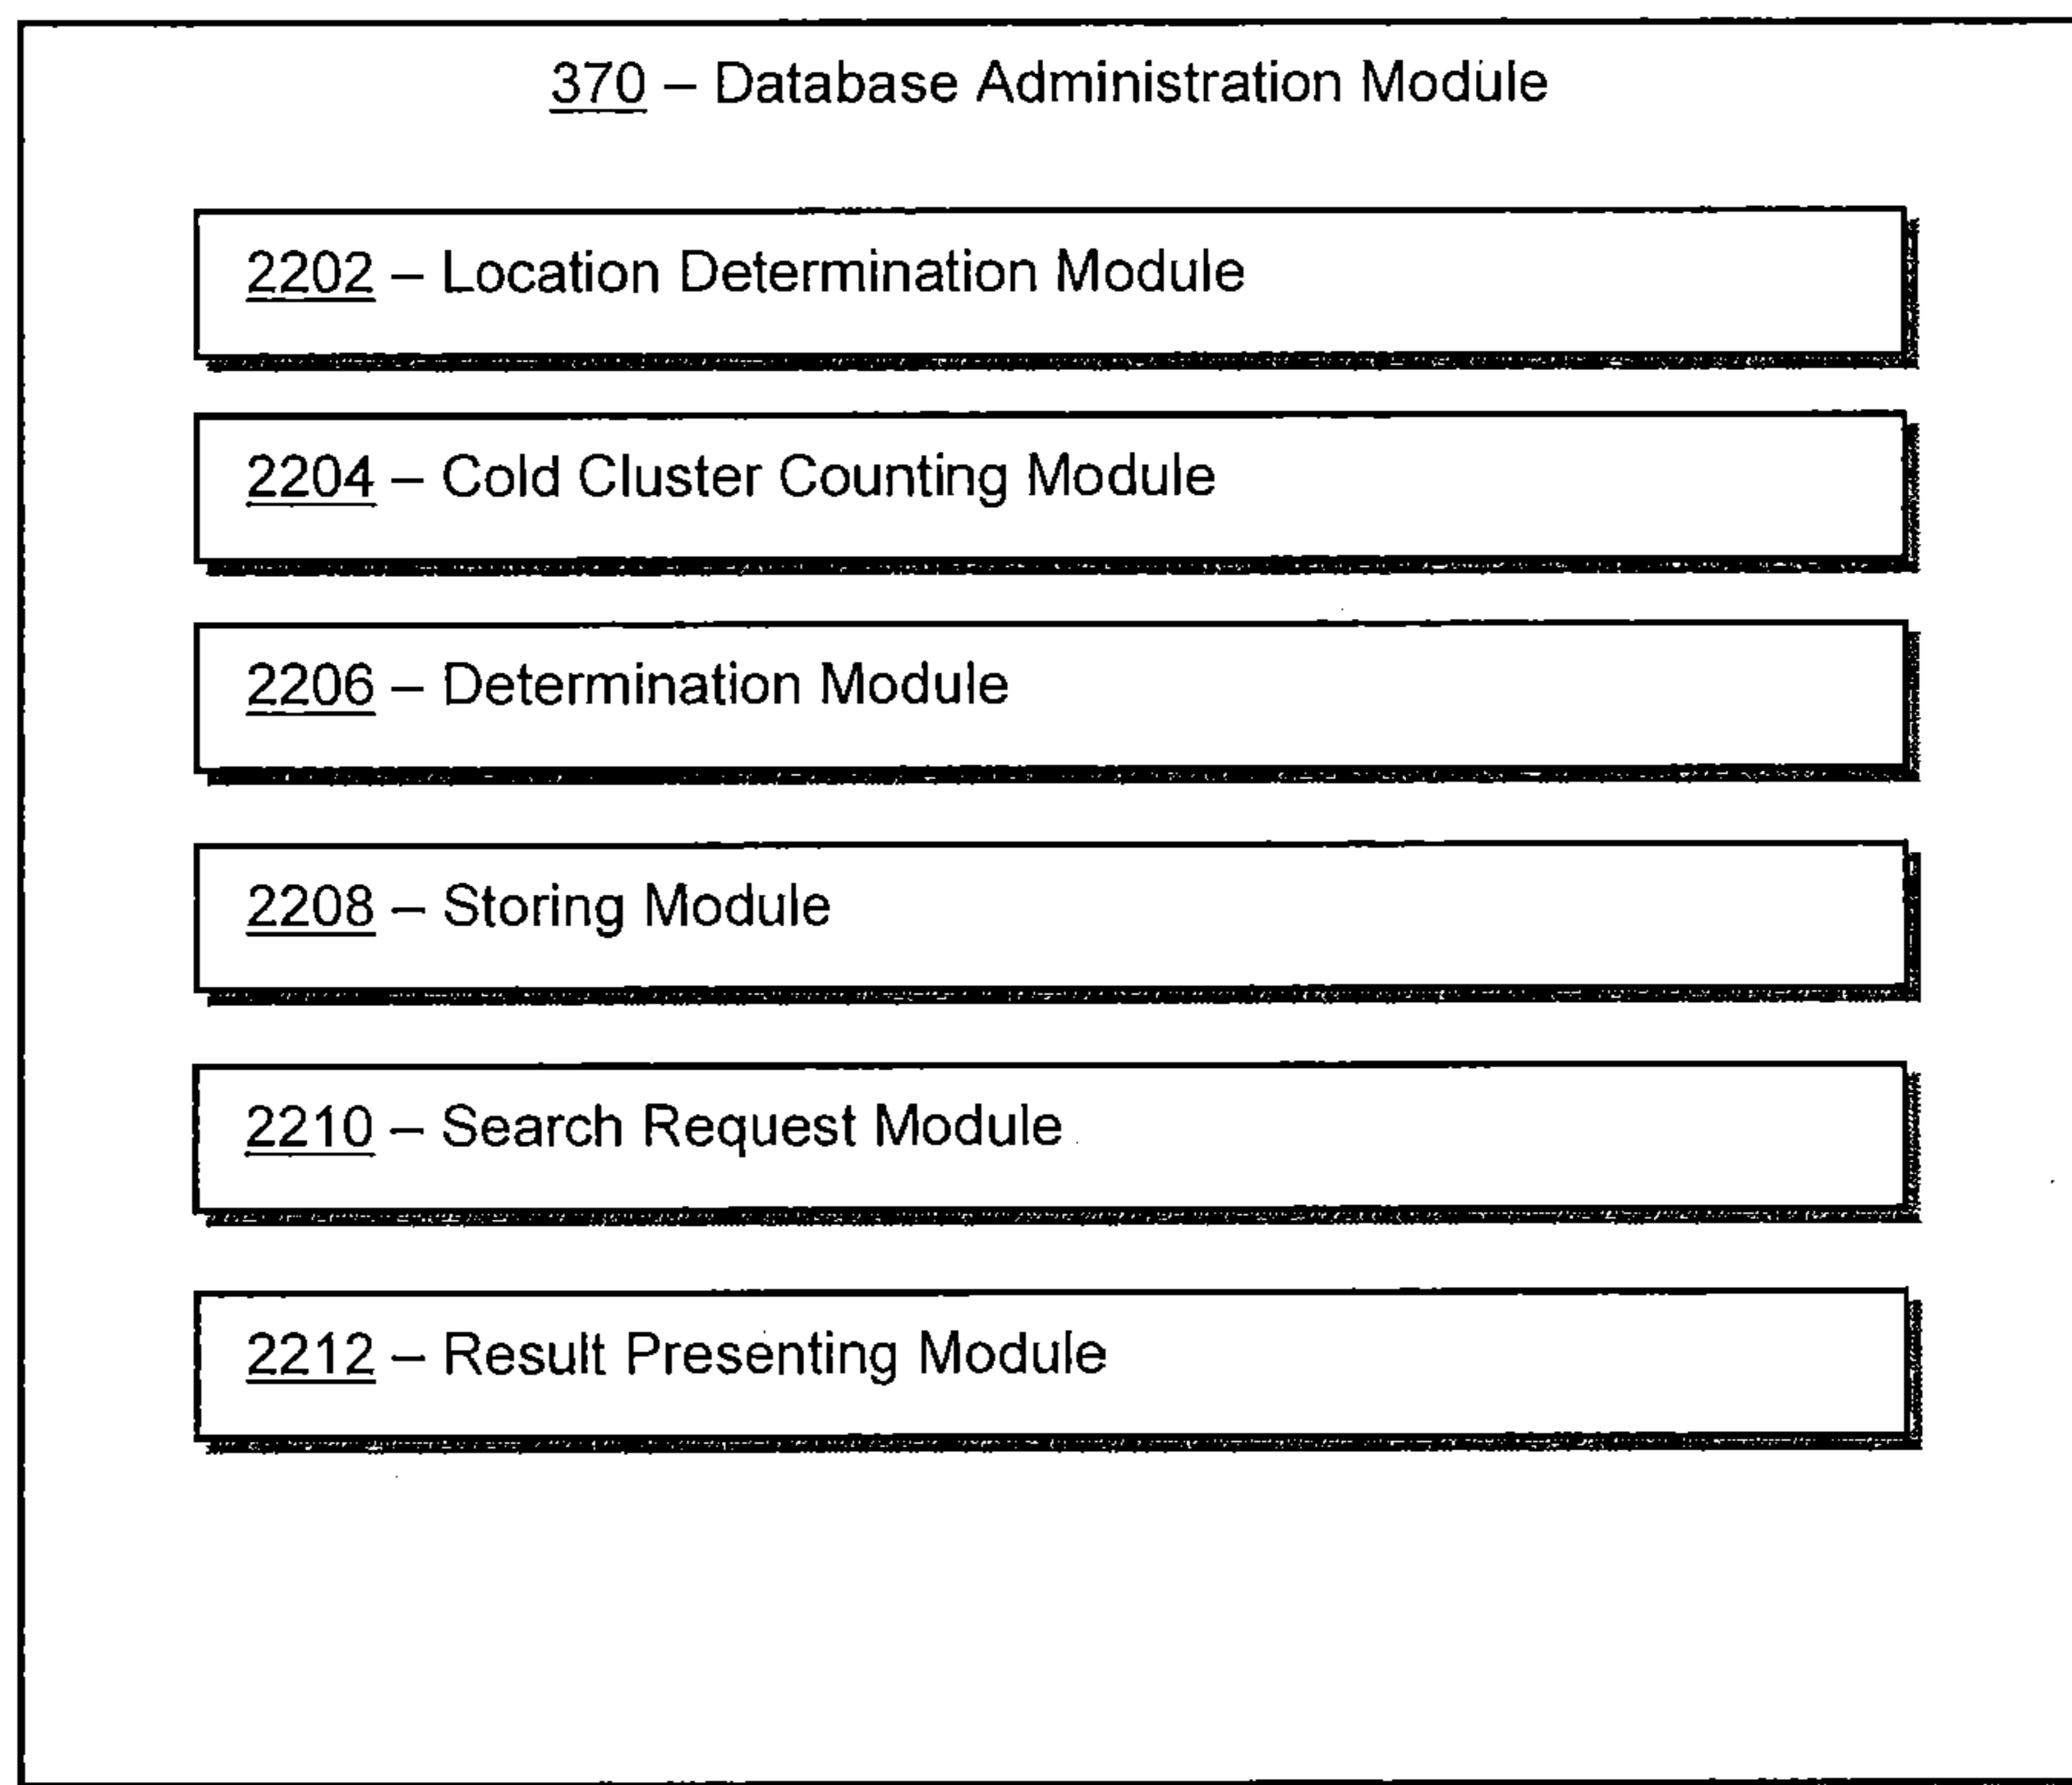 370 – Database Administration Module
2202 – Location Determination Module
2204 – Cold Cluster Counting Module
2206 – Determination Module
2208 – Storing Module
2210 – Search Request Module
2212 – Result Presenting Module